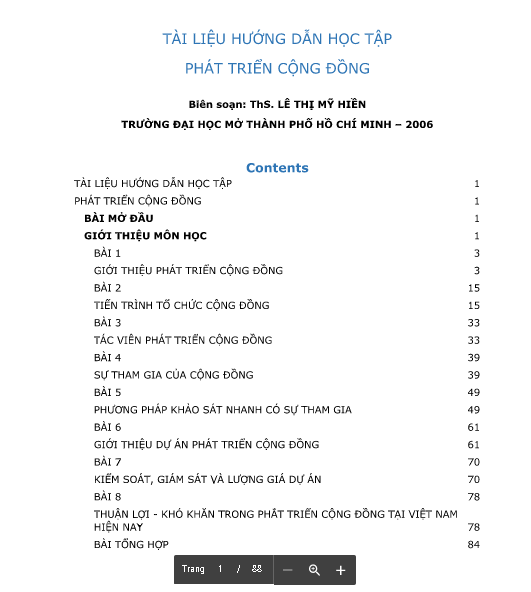 TÀI LIỆU HƯỚNG DẪN HỌC TẬP
PHÁT TRIỂN CỘNG ĐỒNG
Biên soạn: ThS. LÊ THỊ MỸ HIỀN
TRƯỜNG ĐẠI HỌC MỞ THÀNH PHỐ HỒ CHÍ MINH – 2006
Contents
TÀI LIỆU HƯỚNG DẪN HỌC TẬP 1
PHÁT TRIỂN CỘNG ĐỒNG 1
BÀI MỞ ĐẦU 1
GIỚI THIỆU MÔN HỌC 1
BÀI 1 3
GIỚI THIỆU PHÁT TRIỂN CỘNG ĐỒNG 3
BÀI 2 15
TIẾN TRÌNH TỔ CHỨC CỘNG ĐỒNG 15
BÀI 3 33
TÁC VIÊN PHÁT TRIỂN CỘNG ĐỒNG 33
BÀI 4 39
SỰ THAM GIA CỦA CỘNG ĐỒNG 39
BÀI 5 49
PHƯƠNG PHÁP KHẢO SÁT NHANH CÓ SỰ THAM GIA 49
BÀI 6 61
GIỚI THIỆU DỰ ÁN PHÁT TRIỂN CỘNG ĐỒNG 61
BÀI 7 70
KIỂM SOÁT, GIÁM SÁT VÀ LƯỢNG GIÁ DỰ ÁN 70
BÀI 8 78
THUẬN LỢI - KHÓ KHĂN TRONG PHÁT TRIỂN CỘNG ĐỒNG TẠI VIỆT NAM
HIỆN NAY 78
BÀI TỔNG HỢP 84
Trang 1 / 88